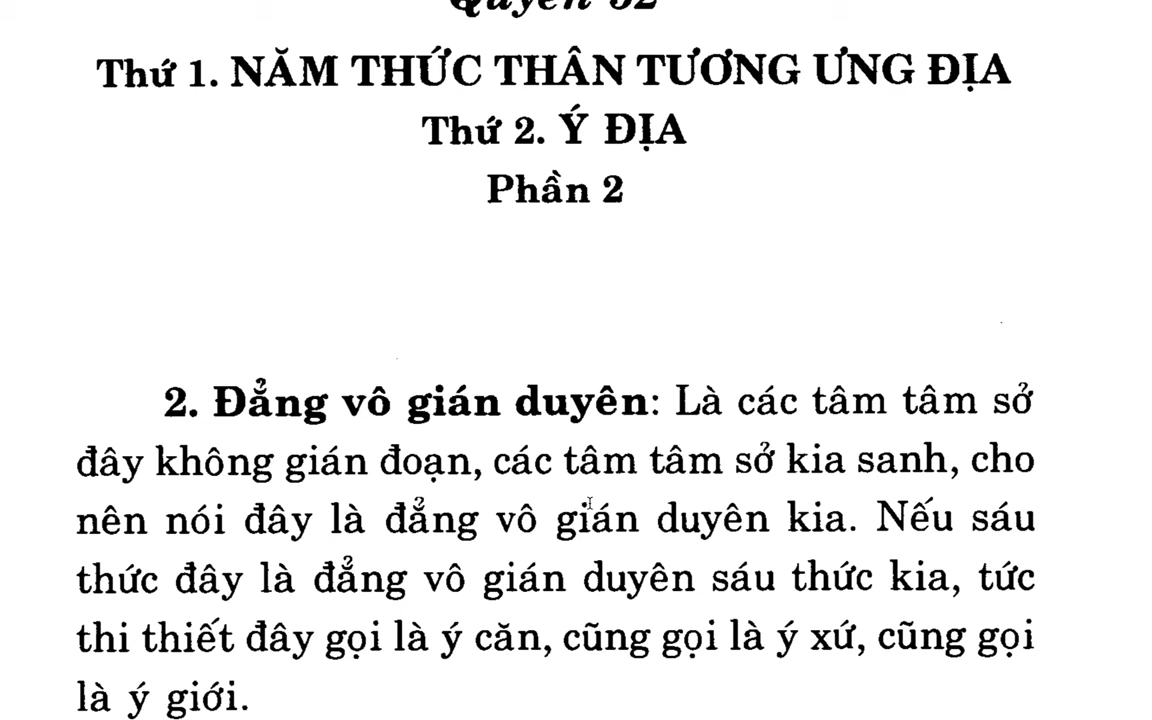 Quyển 52
Thứ 1. NĂM THỨC THÂN TƯƠNG ƯNG ĐỊA
Thứ 2. Ý ĐỊA
Phần 2
2. Đẳng vô gián duyên: Là các tâm tâm sở
đây không gián đoạn, các tâm tâm sở kia sanh, cho
nên nói đây là đẳng vô gián duyên kia. Nếu sáu
thức đây là đẳng vô gián duyên sáu thức kia, tức
thi thiết đây gọi là ý căn, cũng gọi là ý xứ, cũng gọi
là ý giới.